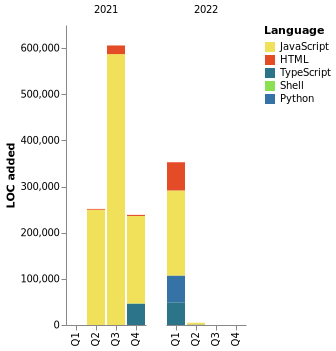 2021 2022
Language
JavaScript
HTML
TypeScript
Shell
Python
LOC added
600,000
500,000
400,000
300,000
200,000
100,000
0
Q1 Q2 Q3 Q4 Q1 Q2 Q3 Q4